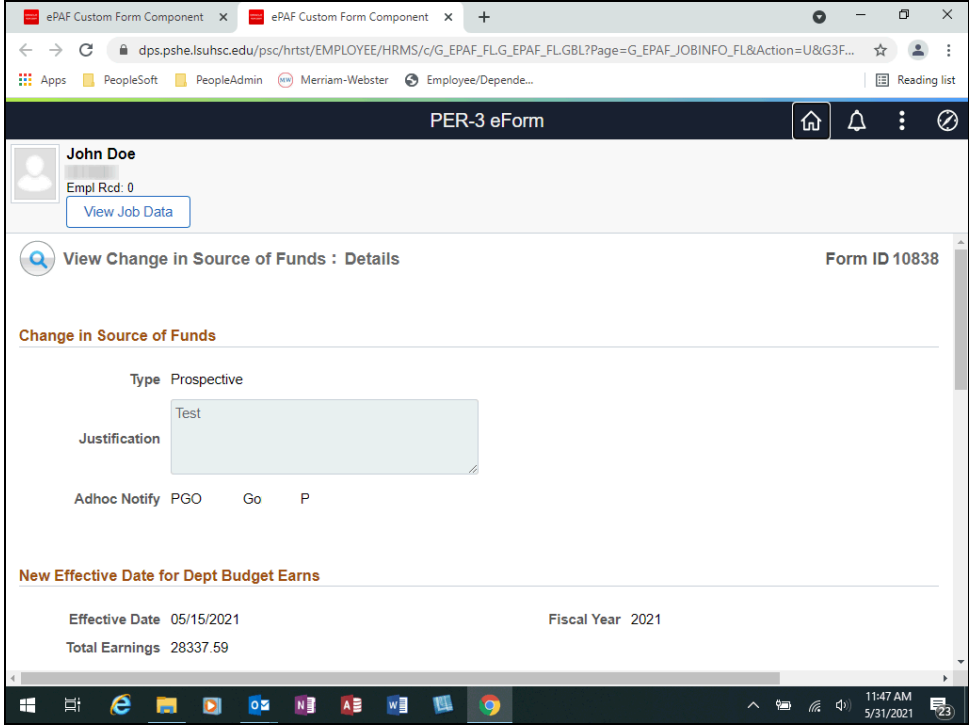 ePAF Custom Form Component
ePAF Custom Form Component
dps.pshe.lsuhsc.edu/psc/hrtst/EMPLOYEE/HRMS/c/G_EPAF_FL.G_EPAF_FL.GBL?Page=G_EPAF_JOBINFO_FL&Action=U&G3F...
Apps PeopleSoft PeopleAdmin Merriam-Webster Employee/Depende... Reading list
PER-3 eForm
John Doe
Empl Rcd: 0
View Job Data
View Change in Source of Funds : Details Form ID 10838
Change in Source of Funds
Type Prospective
Justification Test
Adhoc Notify PGO Go P
New Effective Date for Dept Budget Earns
Effective Date 05/15/2021 Fiscal Year 2021
Total Earnings 28337.59
11:47 AM
5/31/2021
23